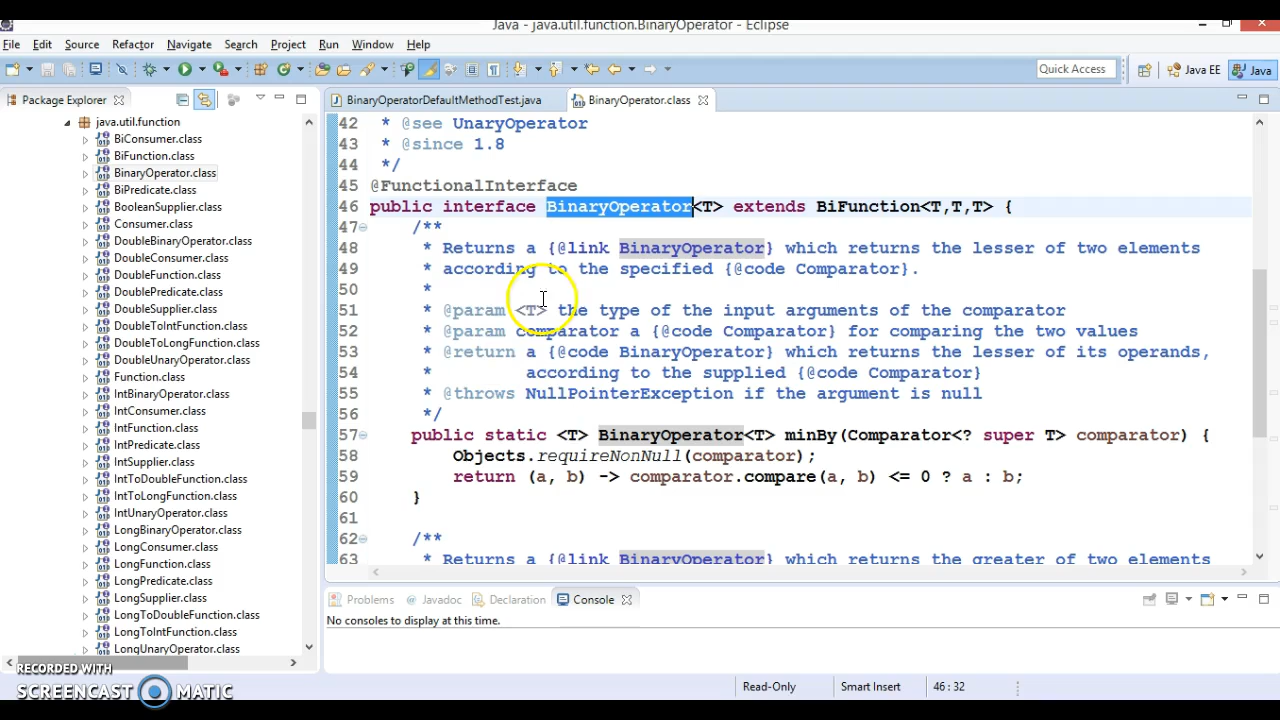 Java - java.util.function.BinaryOperator - Eclipse
File Edit Source Refactor Navigate Search Project Run Window Help
Quick Access Java EE Java
Package Explorer
java.util.function
BiConsumer.class
BiFunction.class
BinaryOperator.class
BiPredicate.class
BooleanSupplier.class
Consumer.class
DoubleBinaryOperator.class
DoubleConsumer.class
DoubleFunction.class
DoublePredicate.class
DoubleSupplier.class
DoubleToIntFunction.class
DoubleToLongFunction.class
DoubleUnaryOperator.class
Function.class
IntBinaryOperator.class
IntConsumer.class
IntFunction.class
IntPredicate.class
IntSupplier.class
IntToDoubleFunction.class
IntToLongFunction.class
IntUnaryOperator.class
LongBinaryOperator.class
LongConsumer.class
LongFunction.class
LongPredicate.class
LongSupplier.class
LongToDoubleFunction.class
LongToIntFunction.class
LongUnaryOperator.class
BinaryOperatorDefaultMethodTest.java BinaryOperator.class
42 * @see UnaryOperator
43 * @since 1.8
44 */
45 @FunctionalInterface
46 public interface BinaryOperator<T> extends BiFunction<T,T,T> {
47 /**
48 * Returns a {@link BinaryOperator} which returns the lesser of two elements
49 * according to the specified {@code Comparator}.
50 *
51 * @param <T> the type of the input arguments of the comparator
52 * @param comparator a {@code Comparator} for comparing the two values
53 * @return a {@code BinaryOperator} which returns the lesser of its operands,
54 * according to the supplied {@code Comparator}
55 * @throws NullPointerException if the argument is null
56 */
57 public static <T> BinaryOperator<T> minBy(Comparator<? super T> comparator) {
58 Objects.requireNonNull(comparator);
59 return (a, b) -> comparator.compare(a, b) <= 0 ? a : b;
60 }
61
62 /**
63 * Returns a {@link BinaryOperator} which returns the greater of two elements
Problems Javadoc Declaration Console
No consoles to display at this time.
Read-Only Smart Insert 46 : 32
RECORDED WITH
SCREENCAST MATIC